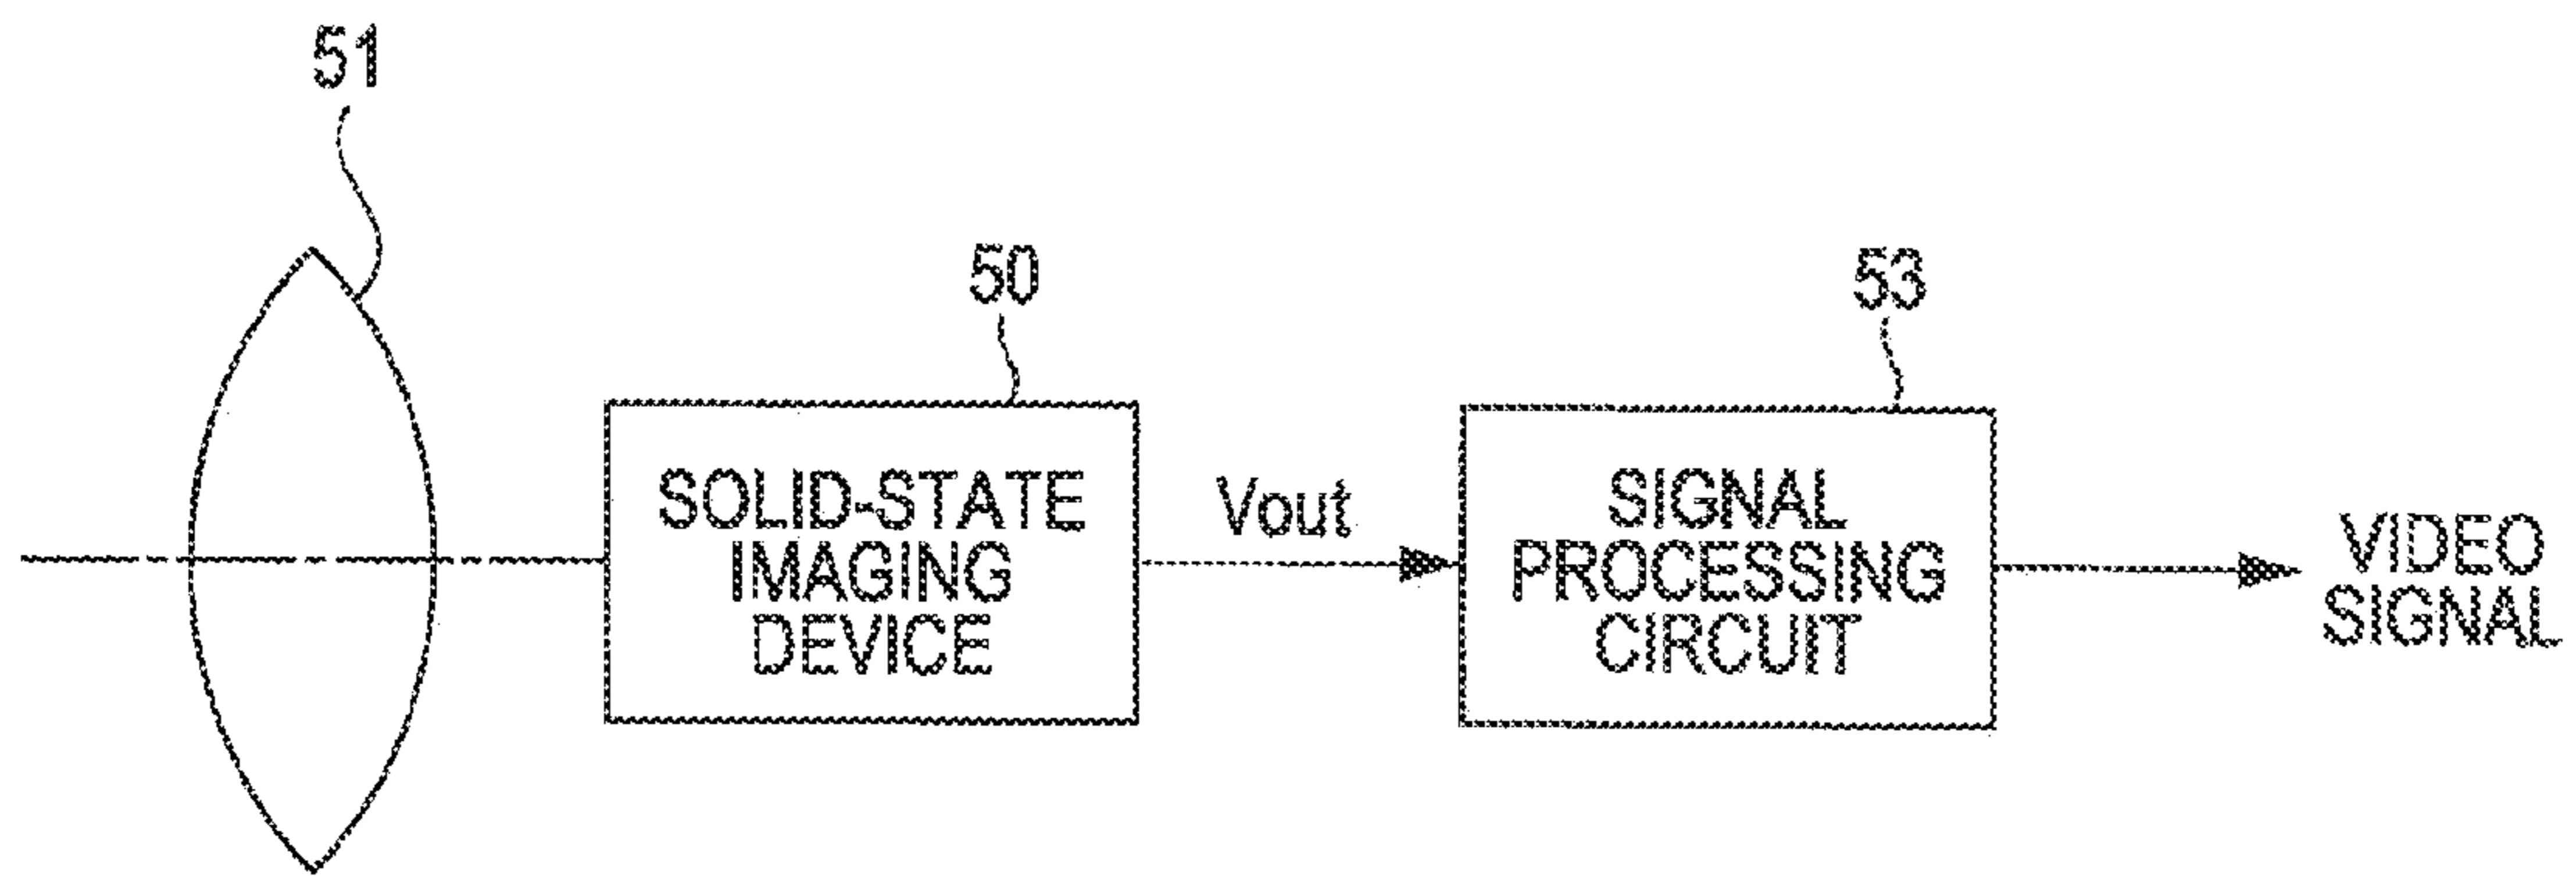 51
50
53
SOLID-STATE
IMAGING
DEVICE
Vout
SIGNAL
PROCESSING
CIRCUIT
VIDEO
SIGNAL